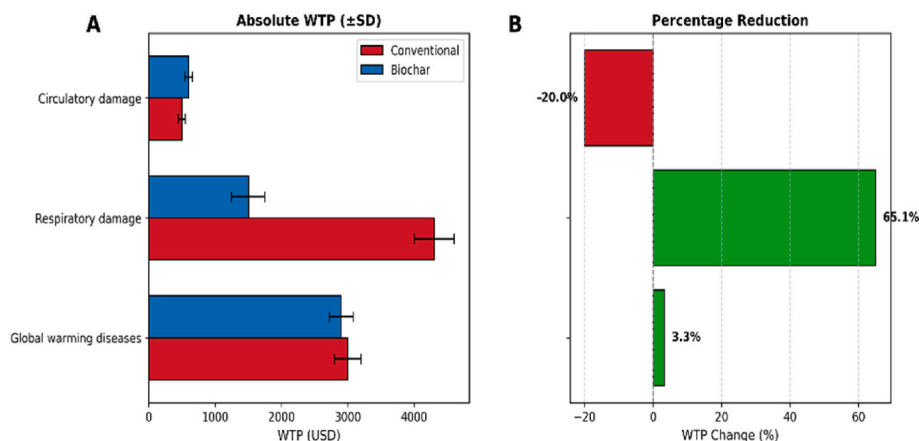 A
Absolute WTP (±SD)
Conventional
Biochar
Circulatory damage
Respiratory damage
Global warming diseases
0
1000
2000
3000
4000
WTP (USD)
B
Percentage Reduction
-20.0%
65.1%
3.3%
−20
0
20
40
60
WTP Change (%)